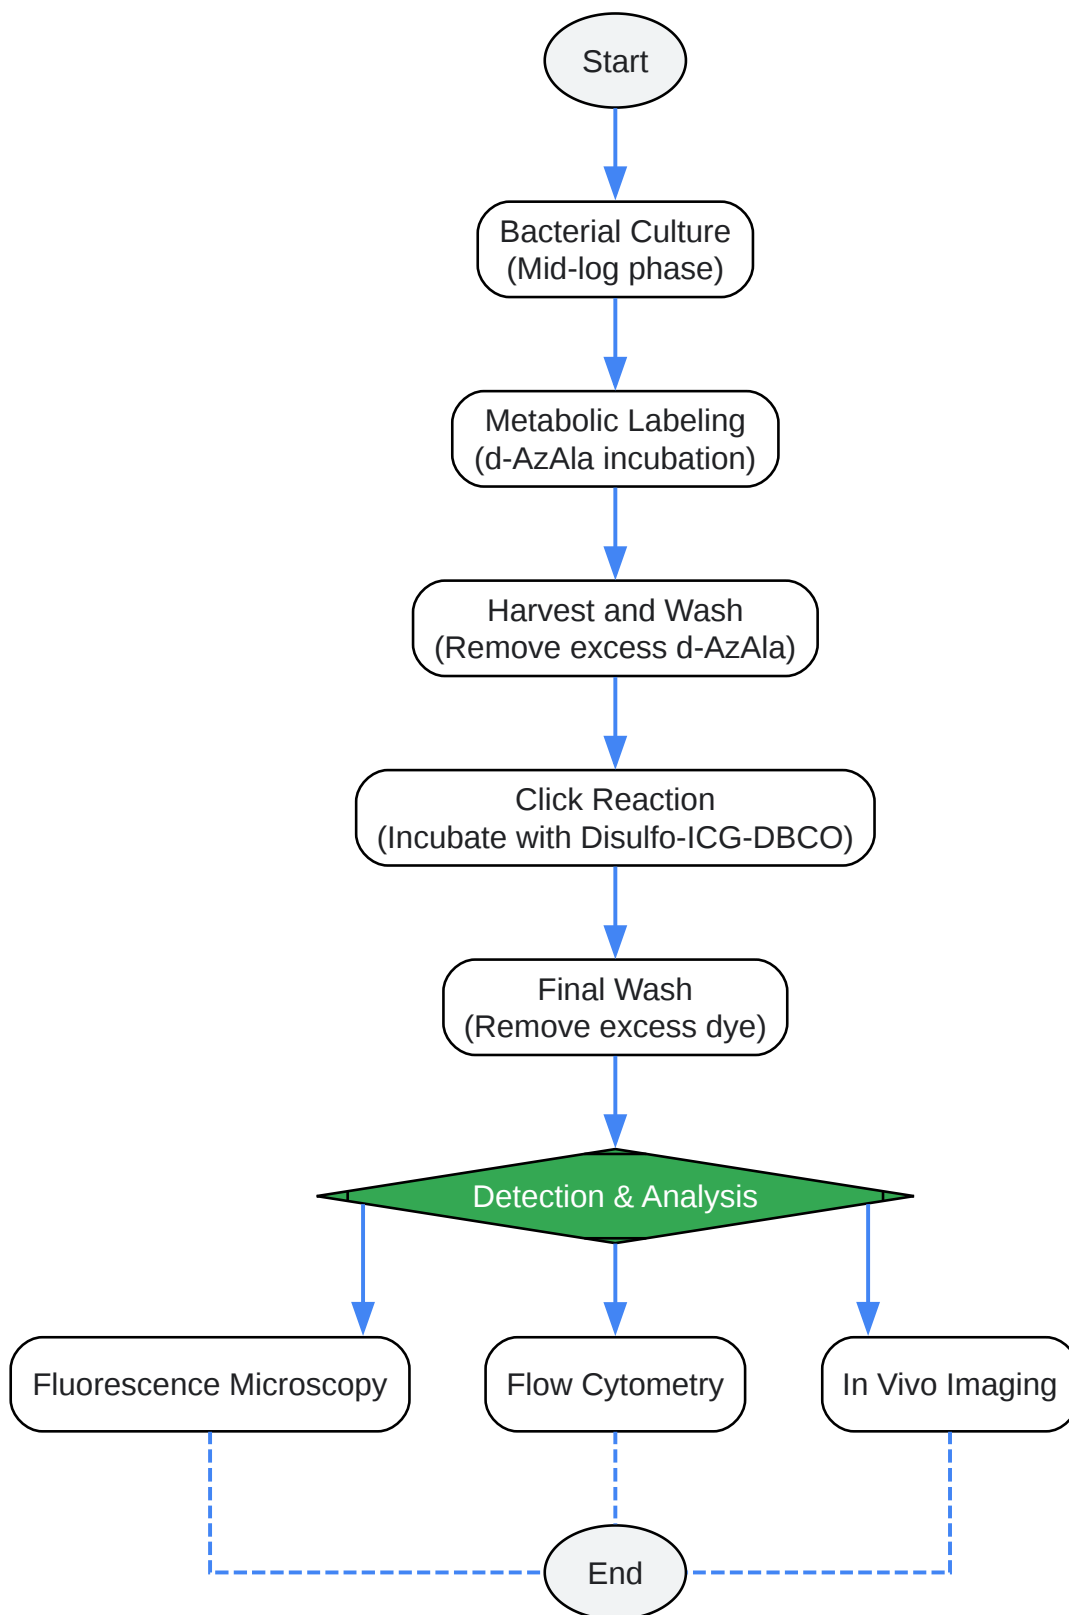 Start
Bacterial Culture
(Mid-log phase)
Metabolic Labeling
(d-AzAla incubation)
Harvest and Wash
(Remove excess d-AzAla)
Click Reaction
(Incubate with Disulfo-ICG-DBCO)
Final Wash
(Remove excess dye)
Detection & Analysis
Fluorescence Microscopy
Flow Cytometry
In Vivo Imaging
End